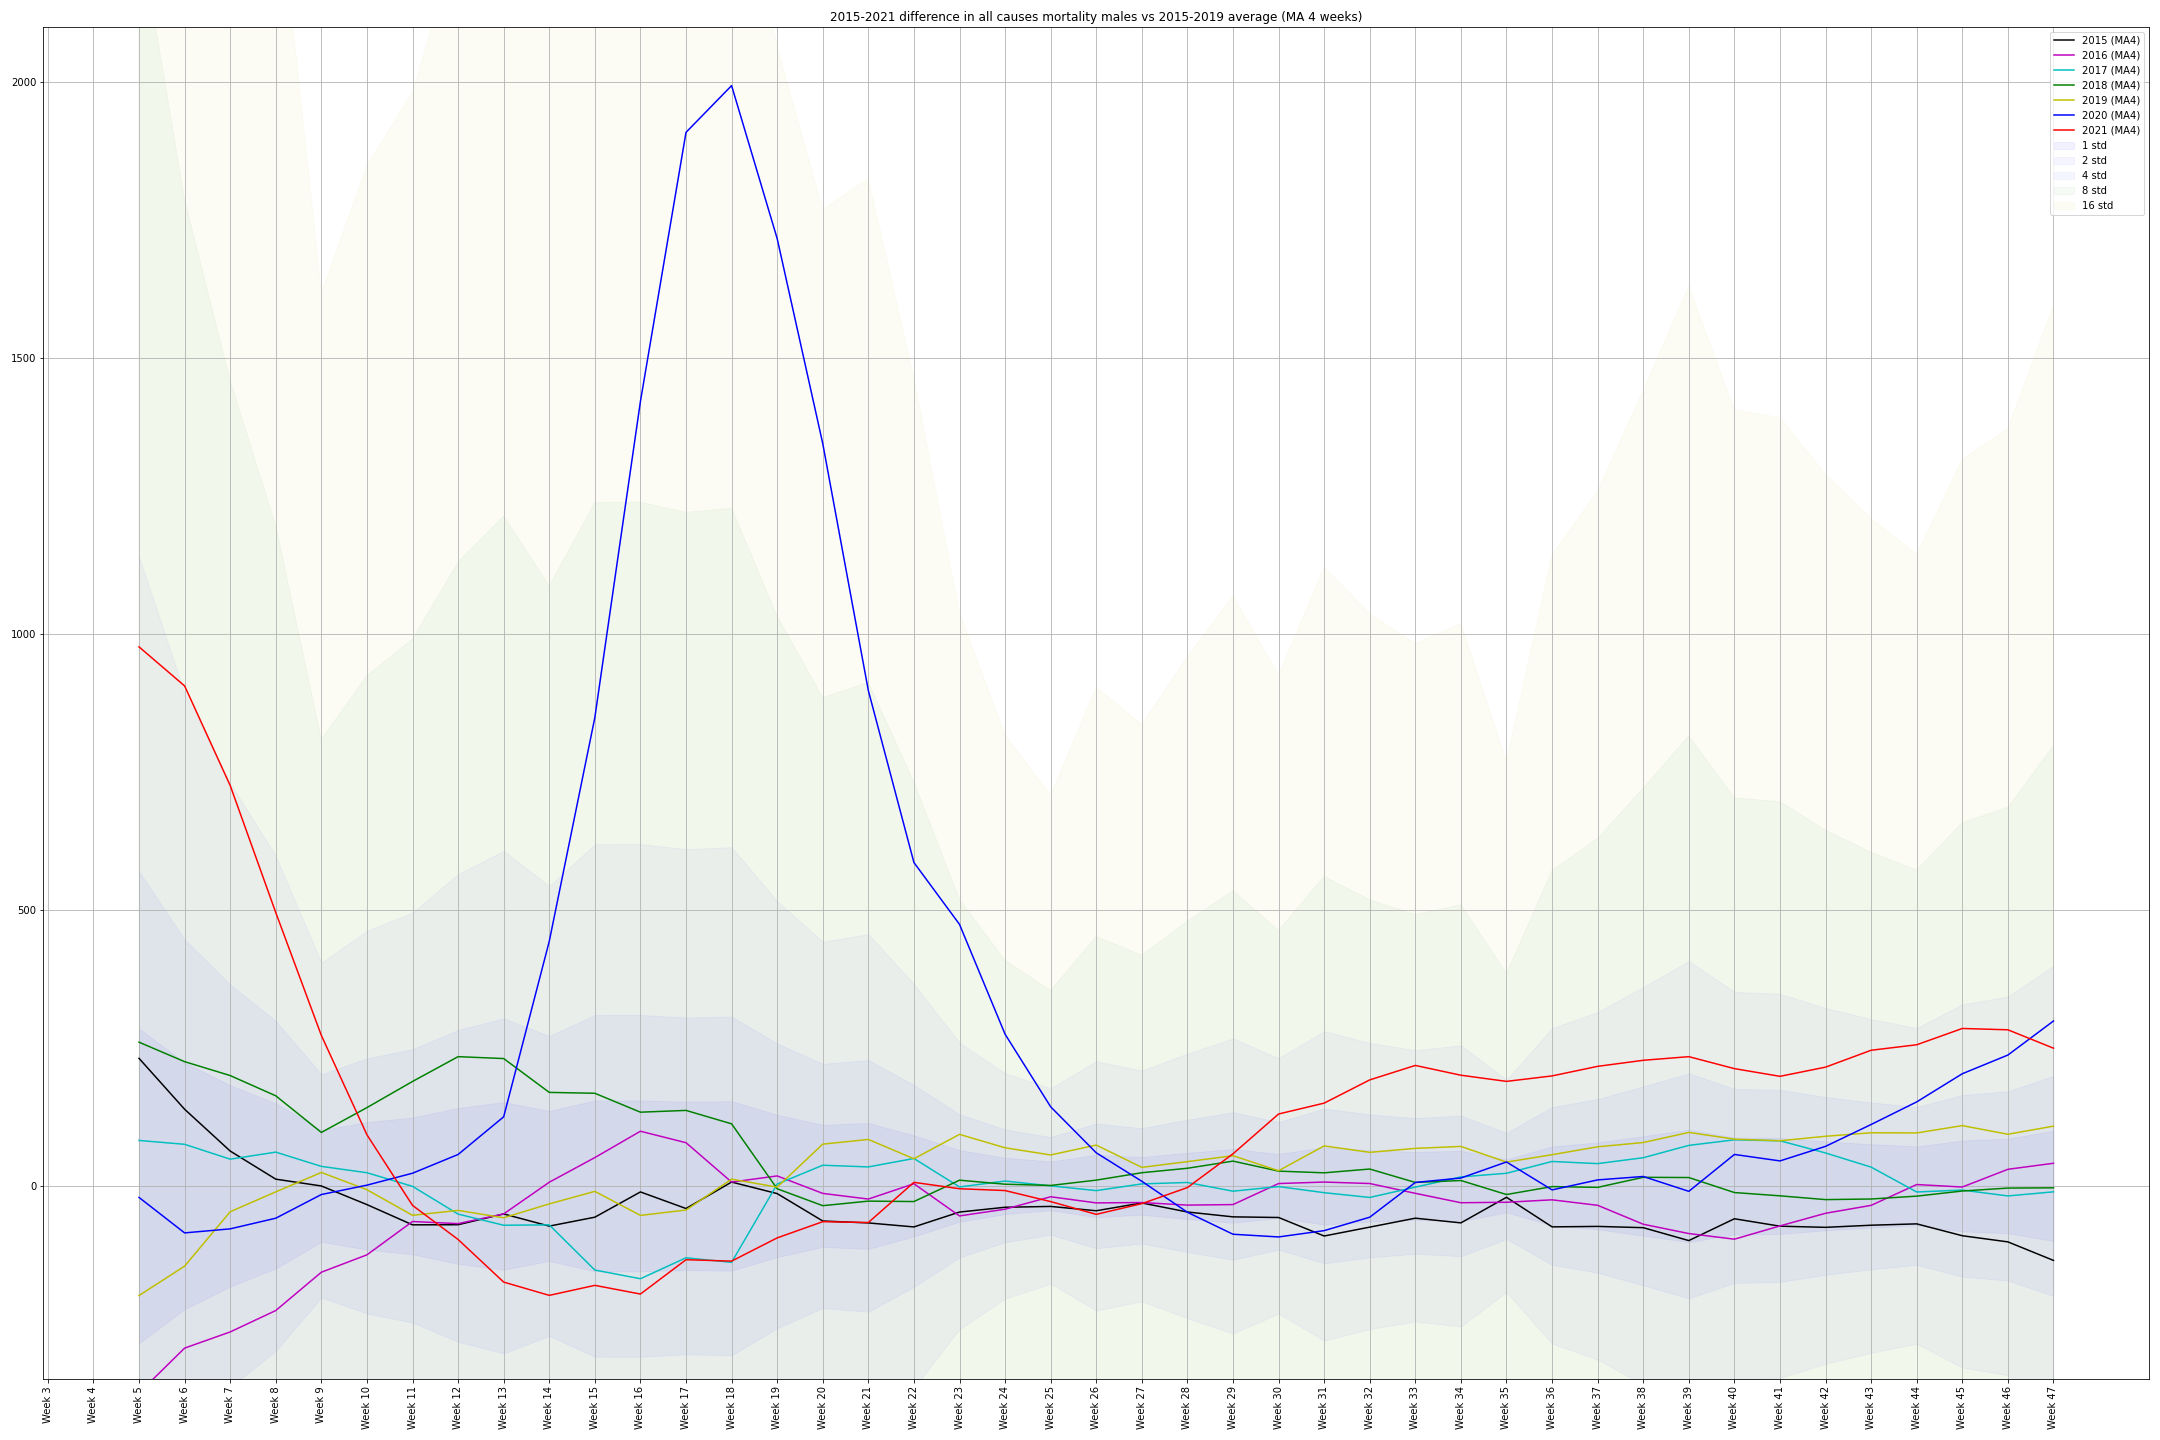 2015-2021 difference in all causes mortality males vs 2015-2019 average (MA 4 weeks)
2015 (MA4)
2016 (MA4)
2017 (MA4)
2018 (MA4)
2019 (MA4)
2020 (MA4)
2021 (MA4)
1 std
2 std
4 std
8 std
16 std
2000
1500
1000
500
0
Week 3
Week 4
Week 5
Week 6
Week 7
Week 8
Week 9
Week 10
Week 11
Week 12
Week 13
Week 14
Week 15
Week 16
Week 17
Week 18
Week 19
Week 20
Week 21
Week 22
Week 23
Week 24
Week 25
Week 26
Week 27
Week 28
Week 29
Week 30
Week 31
Week 32
Week 33
Week 34
Week 35
Week 36
Week 37
Week 38
Week 39
Week 40
Week 41
Week 42
Week 43
Week 44
Week 45
Week 46
Week 47